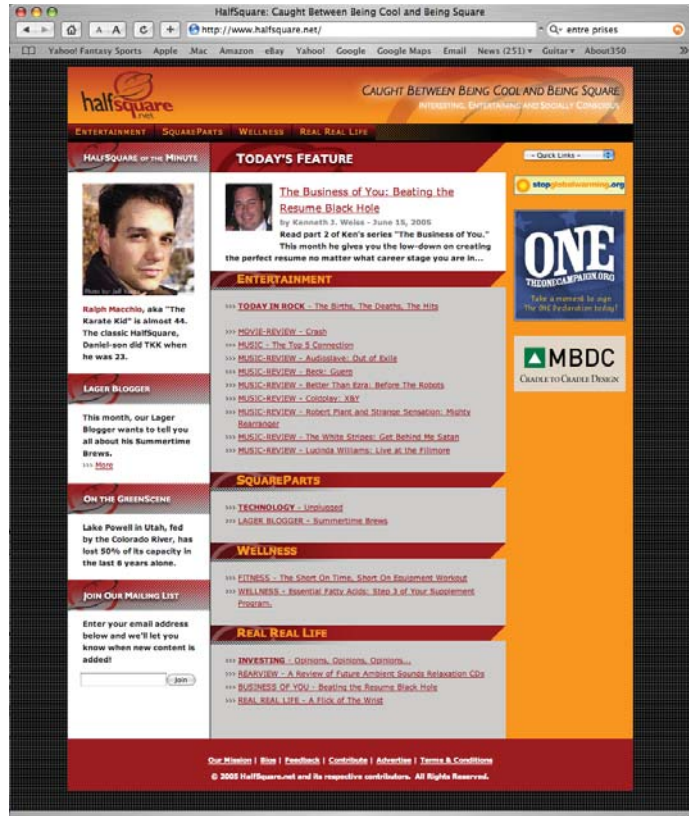 HalfSquare: Caught Between Being Cool and Being Square
A A C +
http://www.halfsquare.net/
Q- entre prises
Yahoo! Fantasy Sports Apple .Mac Amazon eBay Yahoo! Google Google Maps Email News (251) Guitar About350
halfsquare
.net
CAUGHT BETWEEN BEING COOL AND BEING SQUARE
INTERESTING, ENTERTAINING AND SOCIALLY CONSCIOUS
ENTERTAINMENT SQUAREPARTS WELLNESS REAL REAL LIFE
HALFSQUARE OF THE MINUTE
Ralph Macchio, aka "The
Karate Kid" is almost 44.
The classic HalfSquare,
Daniel-son did TKK when
he was 23.
LAGER BLOGGER
This month, our Lager
Blogger wants to tell you
all about his Summertime
Brews.
>>> More
ON THE GREENSCENE
Lake Powell in Utah, fed
by the Colorado River, has
lost 50% of its capacity in
the last 6 years alone.
JOIN OUR MAILING LIST
Enter your email address
below and we'll let you
know when new content is
added!
Join
TODAY'S FEATURE
The Business of You: Beating the
Resume Black Hole
by Kenneth J. Weiss - June 15, 2005
Read part 2 of Ken's series "The Business of You."
This month he gives you the low-down on creating
the perfect resume no matter what career stage you are in...
ENTERTAINMENT
>>> TODAY IN ROCK - The Births, The Deaths, The Hits
>>> MOVIE-REVIEW - Crash
>>> MUSIC - The Top 5 Connection
>>> MUSIC-REVIEW - Audioslave: Out of Exile
>>> MUSIC-REVIEW - Beck: Guero
>>> MUSIC-REVIEW - Better Than Ezra: Before The Robots
>>> MUSIC-REVIEW - Coldplay: X&Y
>>> MUSIC-REVIEW - Robert Plant and Strange Sensation: Mighty
Rearranger
>>> MUSIC-REVIEW - The White Stripes: Get Behind Me Satan
>>> MUSIC-REVIEW - Lucinda Williams: Live at the Fillmore
SQUAREPARTS
>>> TECHNOLOGY - Unplugged
>>> LAGER BLOGGER - Summertime Brews
WELLNESS
>>> FITNESS - The Short On Time, Short On Equipment Workout
>>> WELLNESS - Essential Fatty Acids: Step 3 of Your Supplement
Program.
REAL REAL LIFE
>>> INVESTING - Opinions, Opinions, Opinions...
>>> REARVIEW - A Review of Future Ambient Sounds Relaxation CDs
>>> BUSINESS OF YOU - Beating the Resume Black Hole
>>> REAL REAL LIFE - A Flick of The Wrist
- Quick Links -
stopglobalwarming.org
ONE
THEONECAMPAIGN.ORG
Take a moment to sign
The ONE Declaration today!
MBDC
CRADLE TO CRADLE DESIGN
Our Mission | Bios | Feedback | Contribute | Advertise | Terms & Conditions
© 2005 HalfSquare.net and its respective contributors. All Rights Reserved.